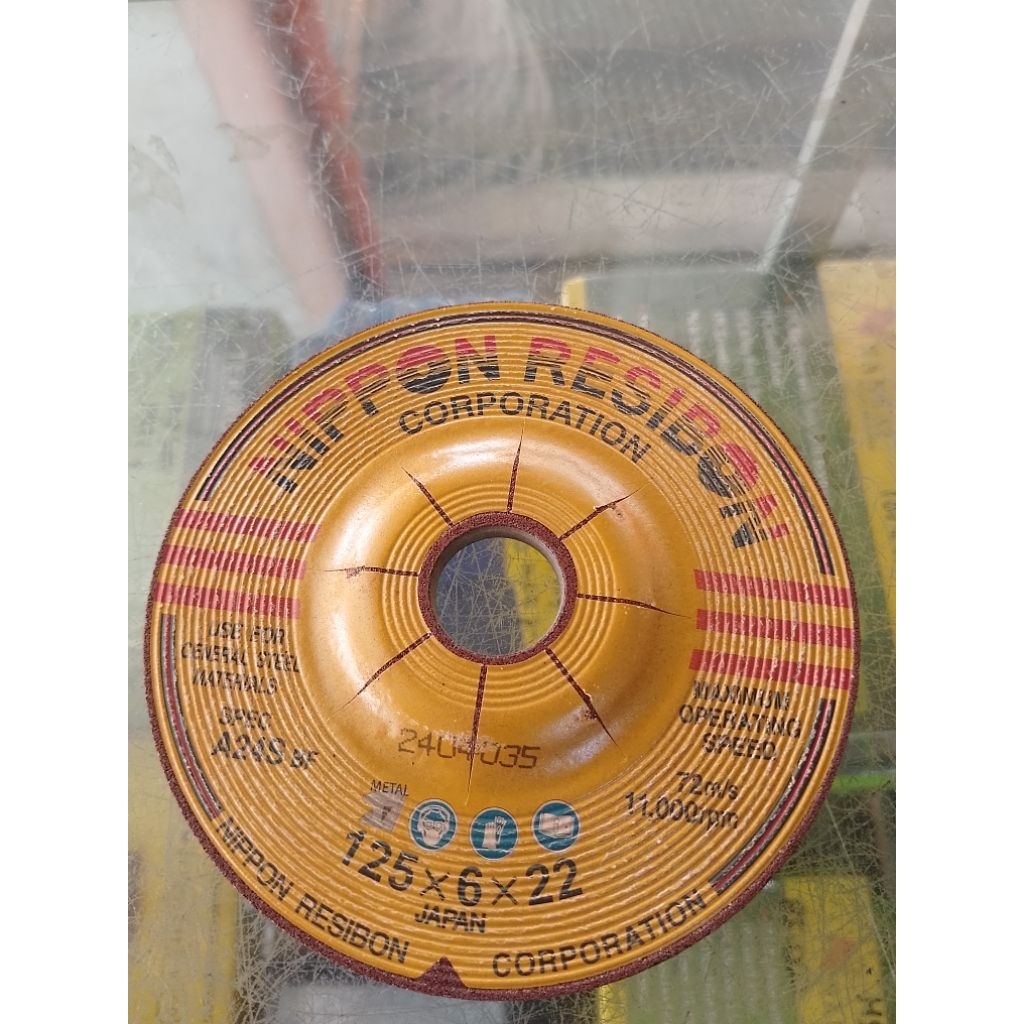 NIPPON RESIBON
CORPORATION
USE FOR
GENERAL STEEL
MATERIALS
SPEC
A24S BF
MAXIMUM
OPERATING
SPEED
72m/s
11.000rpm
2404035
METAL
125×6×22
JAPAN
NIPPON RESIBON CORPORATION